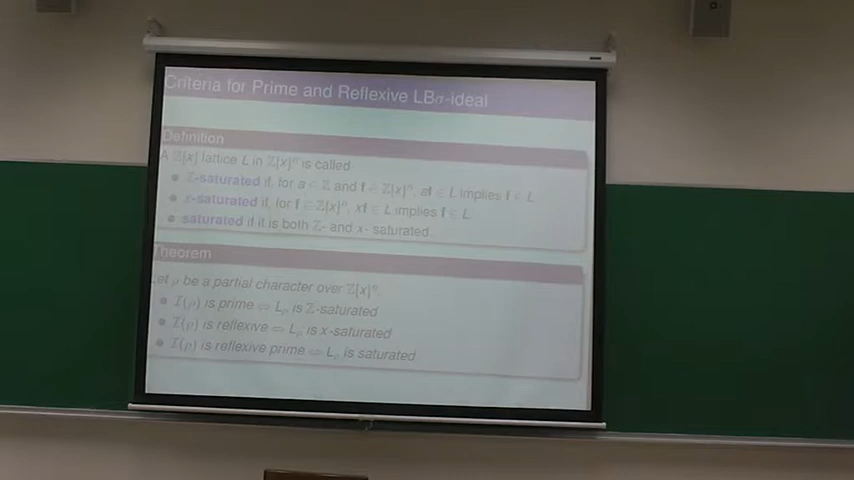 Criteria for Prime and Reflexive LBσ-ideal
Definition
A ℤ[x] lattice L in ℤ[x]ⁿ is called
• ℤ-saturated if, for a ∈ ℤ and f ∈ ℤ[x]ⁿ, af ∈ L implies f ∈ L.
• x-saturated if, for f ∈ ℤ[x]ⁿ, xf ∈ L implies f ∈ L.
• saturated if it is both ℤ- and x- saturated.
Theorem
Let ρ be a partial character over ℤ[x]ⁿ.
• I(ρ) is prime ⇔ Lρ is ℤ-saturated
• I(ρ) is reflexive ⇔ Lρ is x-saturated
• I(ρ) is reflexive prime ⇔ Lρ is saturated